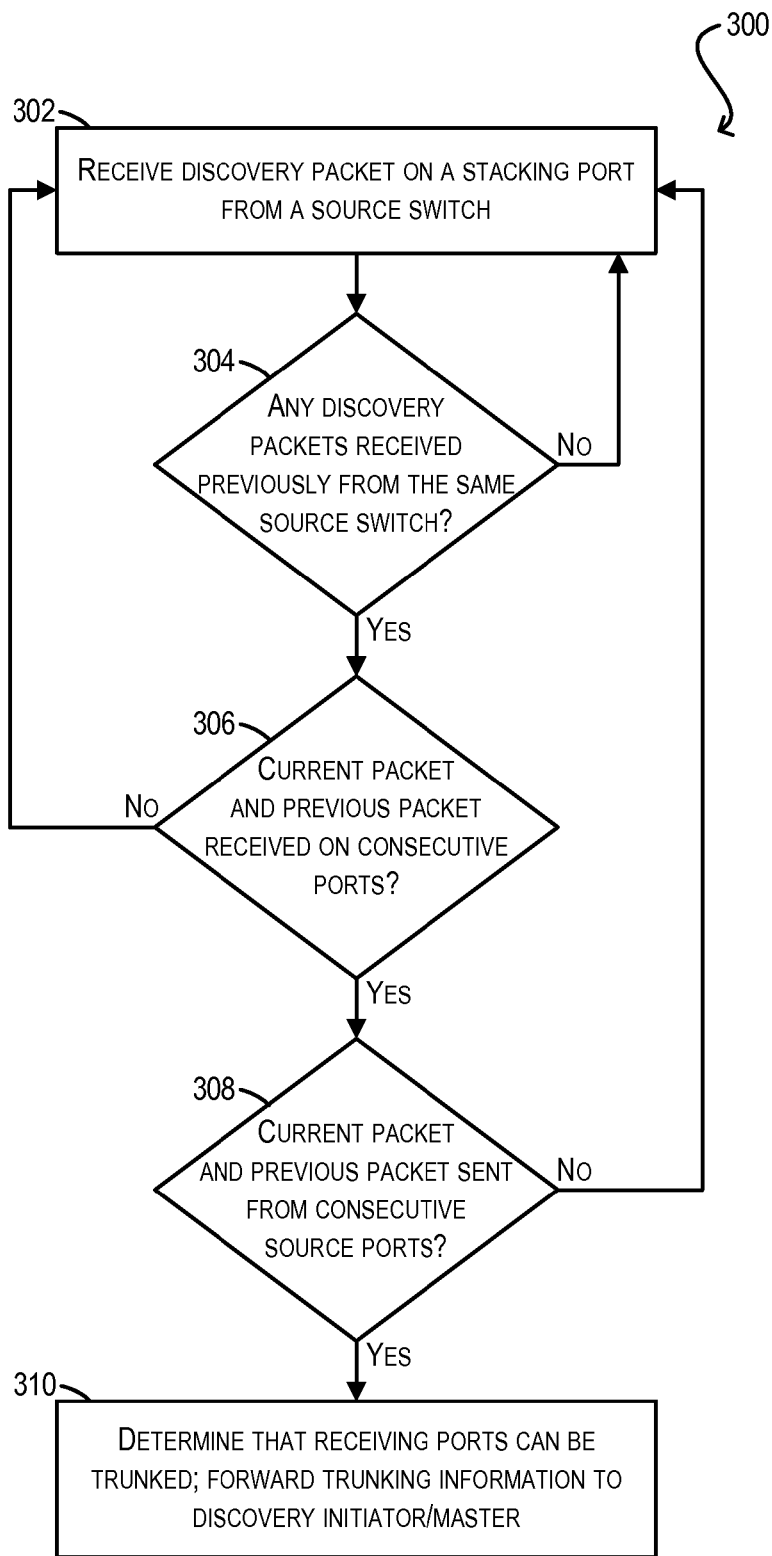 300
302
RECEIVE DISCOVERY PACKET ON A STACKING PORT
FROM A SOURCE SWITCH
304
ANY DISCOVERY
PACKETS RECEIVED
PREVIOUSLY FROM THE SAME
SOURCE SWITCH?
NO
YES
306
CURRENT PACKET
AND PREVIOUS PACKET
RECEIVED ON CONSECUTIVE
PORTS?
NO
YES
308
CURRENT PACKET
AND PREVIOUS PACKET SENT
FROM CONSECUTIVE
SOURCE PORTS?
NO
YES
310
DETERMINE THAT RECEIVING PORTS CAN BE
TRUNKED; FORWARD TRUNKING INFORMATION TO
DISCOVERY INITIATOR/MASTER